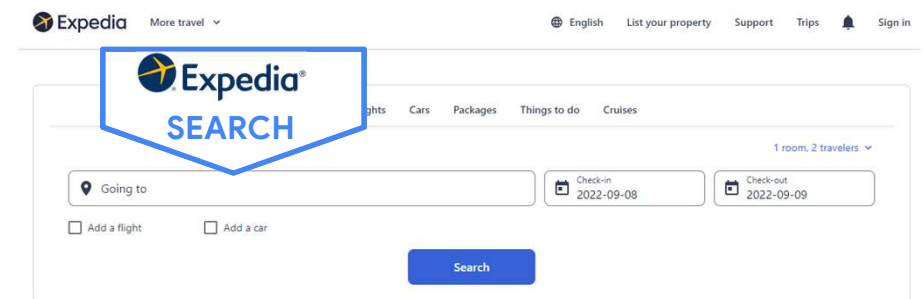 Expedia More travel English List your property Support Trips Sign in
Expedia®
SEARCH
ghts Cars Packages Things to do Cruises
1 room, 2 travelers
Going to
Check-in
2022-09-08
Check-out
2022-09-09
Add a flight Add a car
Search